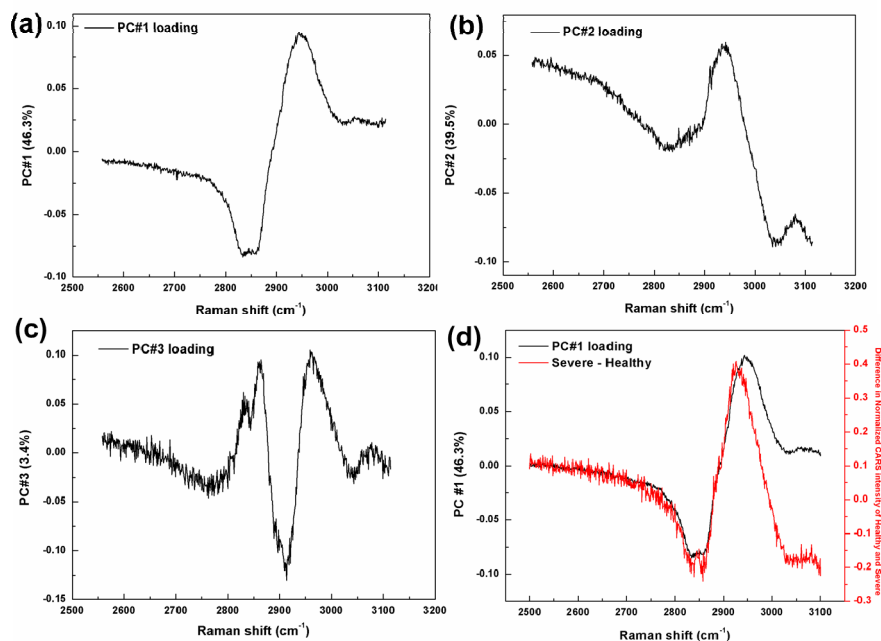 (a)
PC#1 loading
0.10
0.05
0.00
-0.05
-0.10
PC#1 (46.3%)
2500 2600 2700 2800 2900 3000 3100 3200
Raman shift (cm-1)
(b)
PC#2 loading
0.10
0.05
0.00
-0.05
-0.10
PC#2 (39.5%)
2500 2600 2700 2800 2900 3000 3100 3200
Raman shift (cm-1)
(c)
PC#3 loading
0.10
0.05
0.00
-0.05
-0.10
0.15
PC#3 (3.4%)
2500 2600 2700 2800 2900 3000 3100 3200
Raman shift (cm-1)
(d)
PC#1 loading
Severe - Healthy
0.10
0.05
0.00
-0.05
-0.10
PC #1 (46.3%)
2500 2600 2700 2800 2900 3000 3100
Raman shift (cm-1)
0.5
0.4
0.3
0.2
0.1
0.0
-0.1
-0.2
-0.3
Difference in Normalized CARS intensity of Healthy and Severe